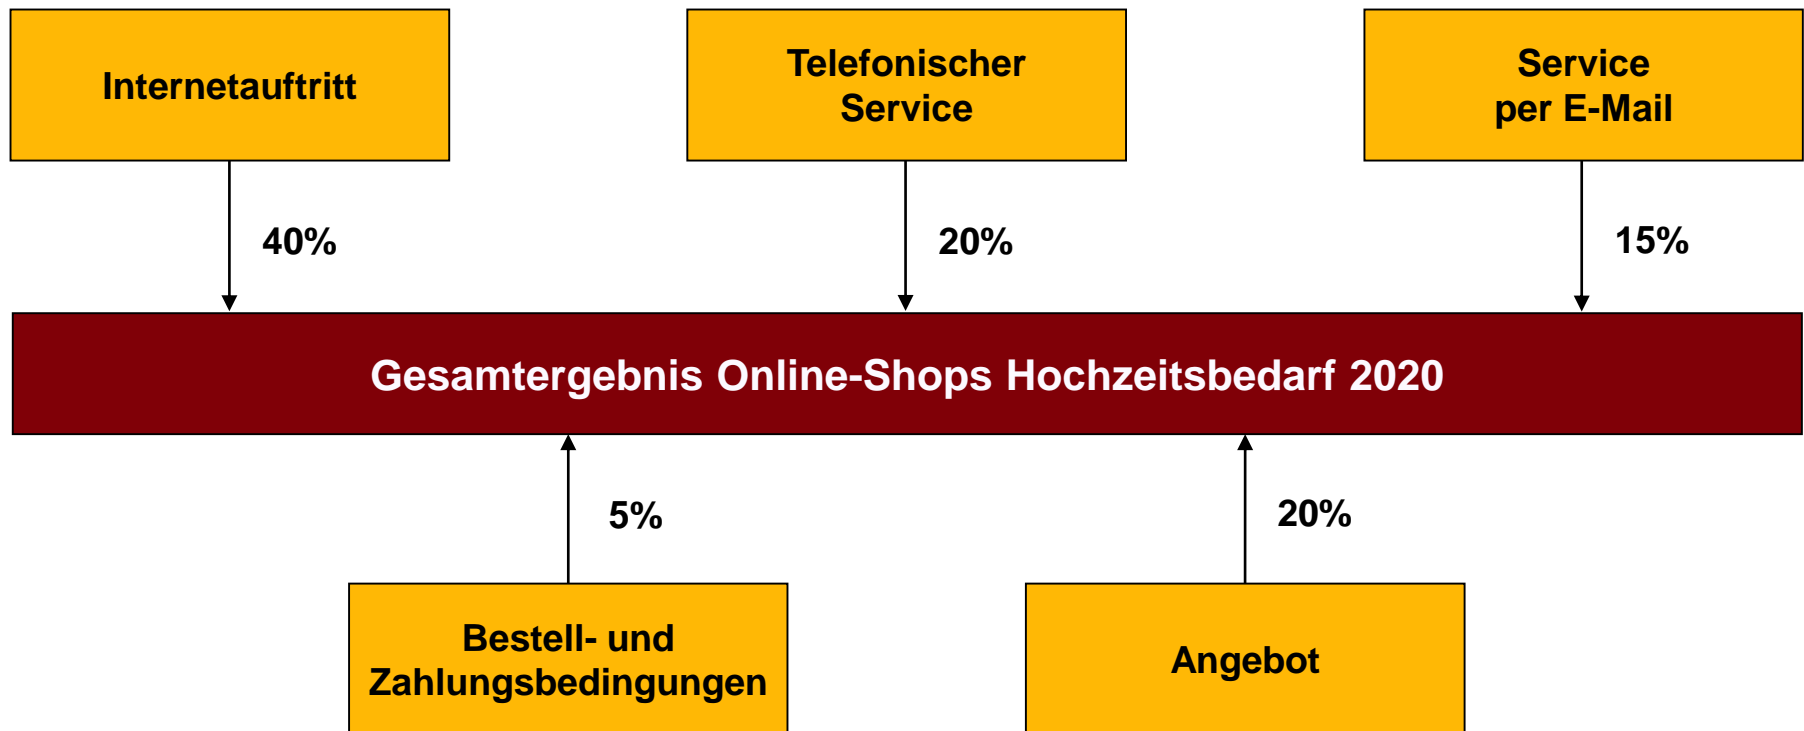 Internetauftritt
Telefonischer
Service
Service
per E-Mail
40%
20%
15%
Gesamtergebnis Online-Shops Hochzeitsbedarf 2020
5%
20%
Bestell- und
Zahlungsbedingungen
Angebot